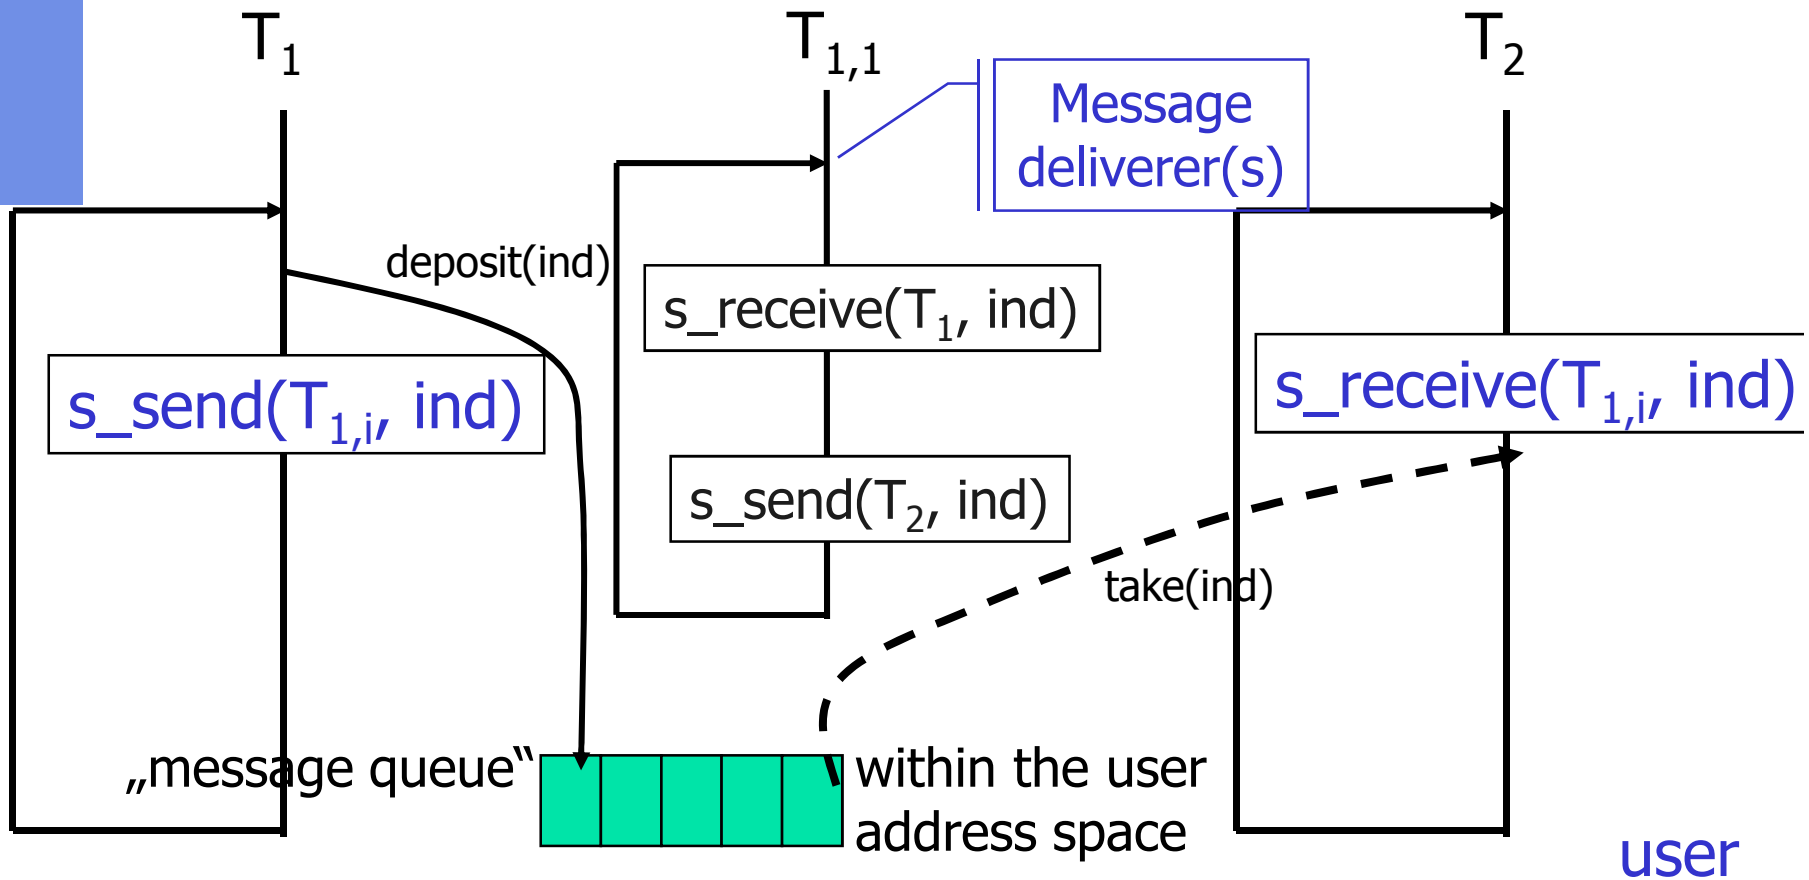 T₁
T₁,₁
T₂
Message
deliverer(s)
deposit(ind)
s_receive(T₁, ind)
s_send(T₁,ᵢ, ind)
s_receive(T₁,ᵢ, ind)
s_send(T₂, ind)
take(ind)
„message queue“
within the user
address space
user